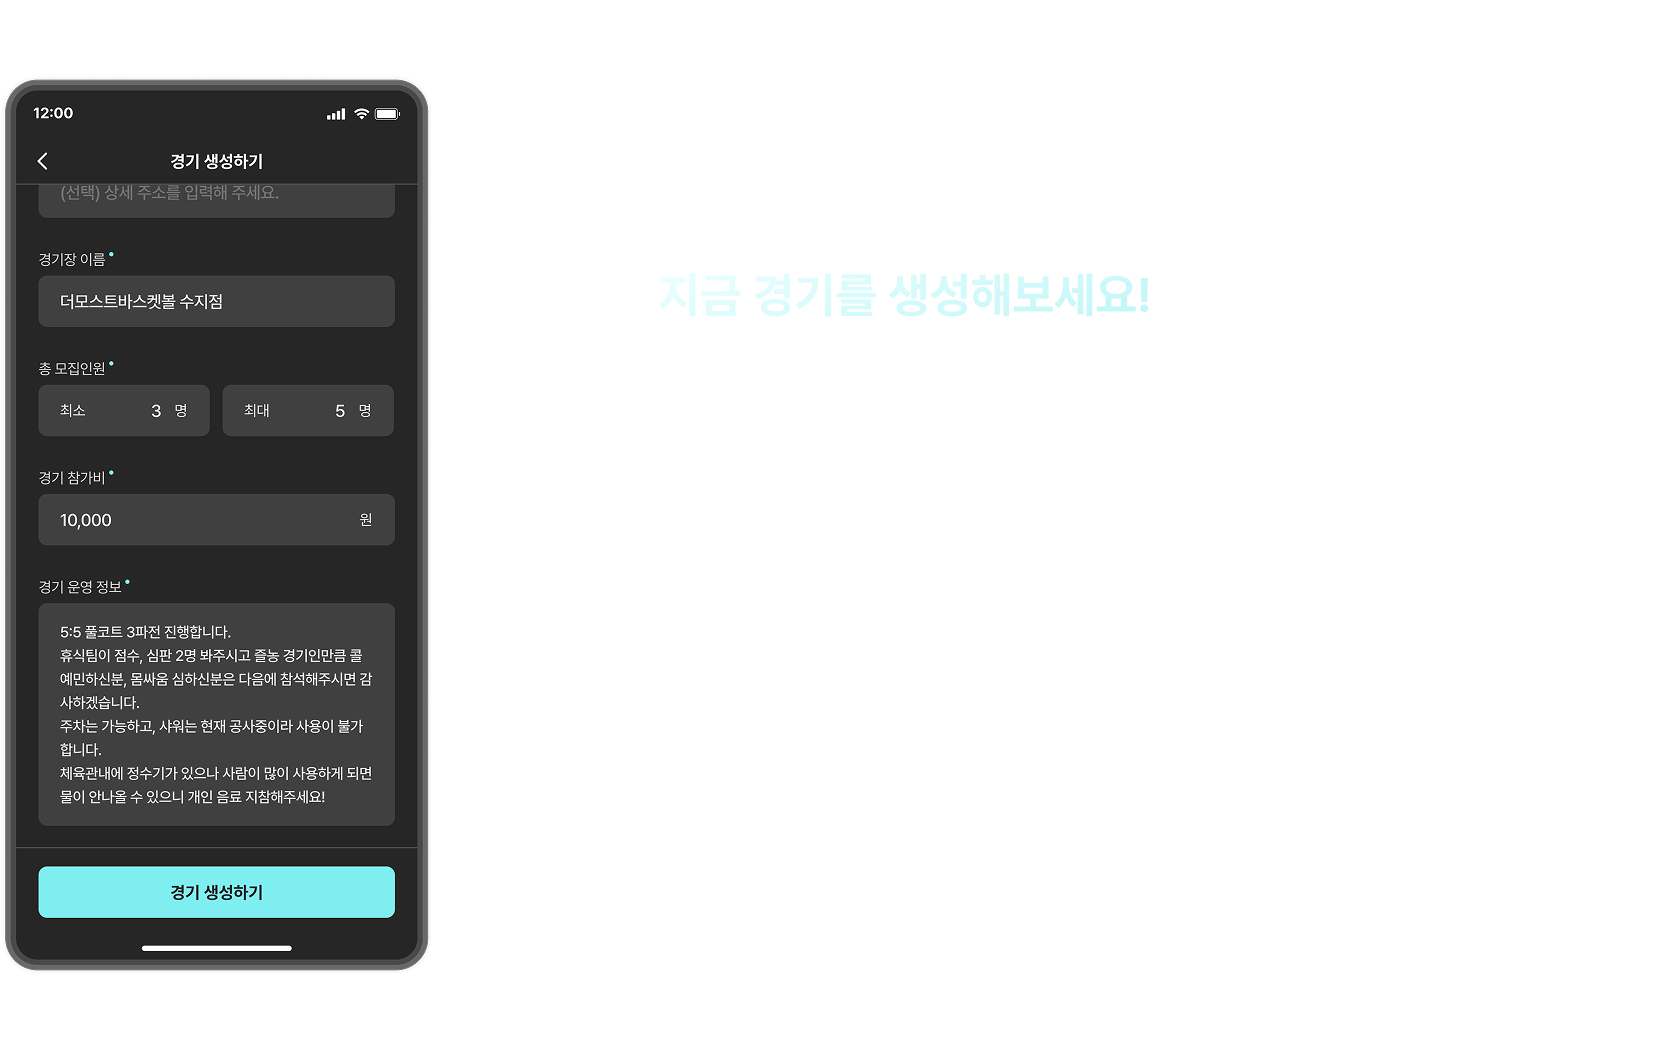 12:00
경기 생성하기
(선택) 상세 주소를 입력해 주세요.
경기장 이름
더모스트바스켓볼 수지점
총 모집인원
최소 3 명 최대 5 명
경기 참가비
10,000 원
경기 운영 정보
5:5 풀코트 3파전 진행합니다.
휴식팀이 점수, 심판 2명 봐주시고 즐농 경기인만큼 콜
예민하신분, 몸싸움 심하신분은 다음에 참석해주시면 감
사하겠습니다.
주차는 가능하고, 샤워는 현재 공사중이라 사용이 불가
합니다.
체육관내에 정수기가 있으나 사람이 많이 사용하게 되면
물이 안나올 수 있으니 개인 음료 지참해주세요!
경기 생성하기
지금 경기를 생성해보세요!